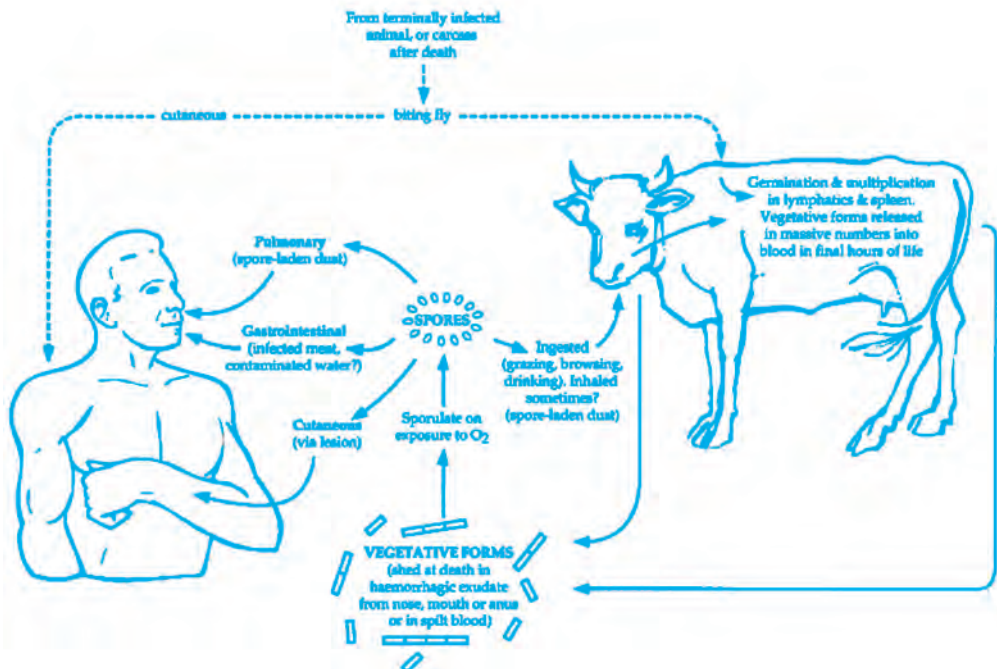 From terminally infected
animal, or carcass
after death
cutaneous
biting fly
Germination & multiplication
in lymphatics & spleen.
Vegetative forms released
in massive numbers into
blood in final hours of life
Pulmonary
(spore-laden dust)
SPORES
Gastrointestinal
(infected meat,
contaminated water?)
Ingested
(grazing, browsing,
drinking). Inhaled
sometimes?
(spore-laden dust)
Cutaneous
(via lesion)
Sporulate on
exposure to O₂
VEGETATIVE FORMS
(shed at death in
haemorrhagic exudate
from nose, mouth or anus
or in spilt blood)